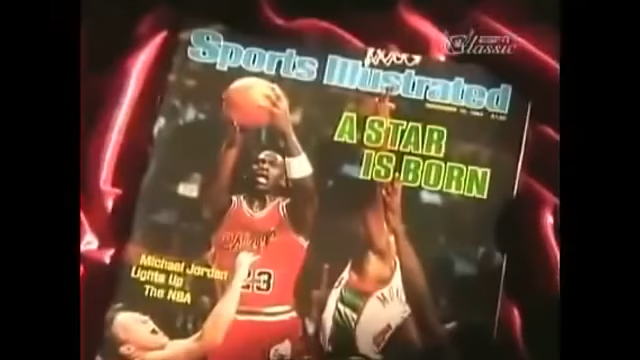 Classic
Sports Illustrated
A STAR
IS BORN
Michael Jordan
Lights Up
The NBA
23